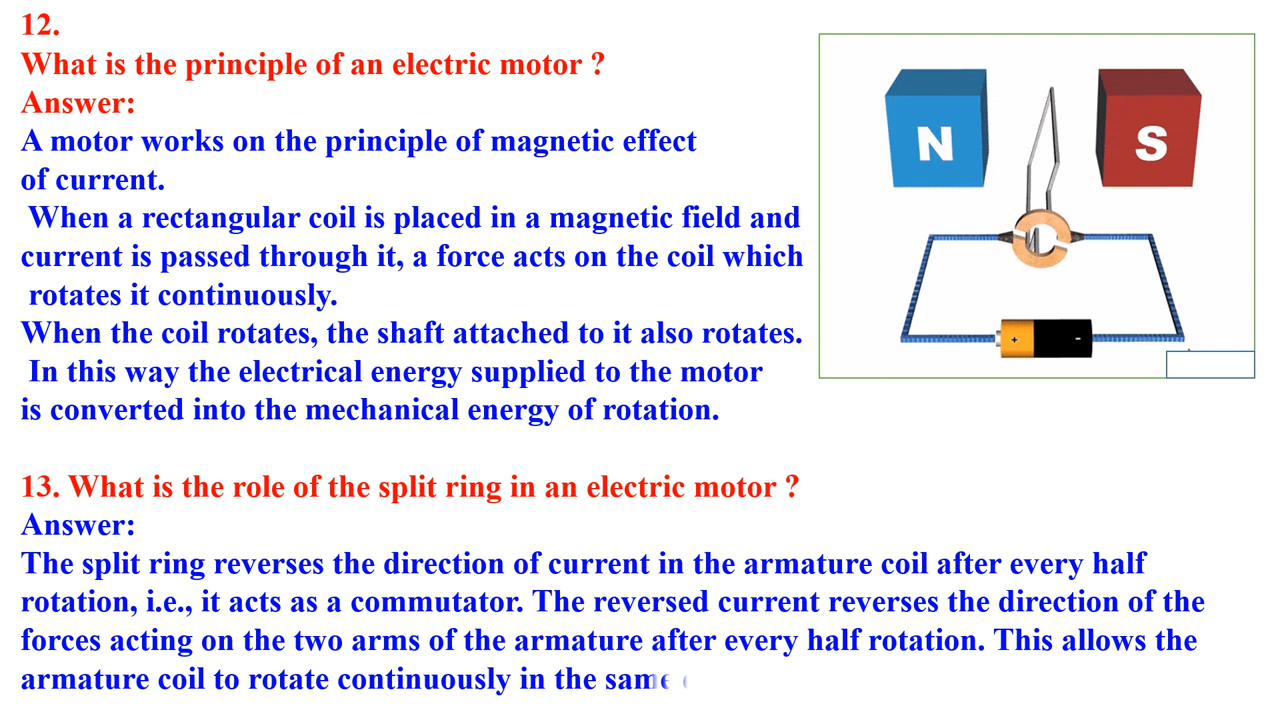 12.
What is the principle of an electric motor ?
Answer:
A motor works on the principle of magnetic effect
of current.
When a rectangular coil is placed in a magnetic field and
current is passed through it, a force acts on the coil which
rotates it continuously.
When the coil rotates, the shaft attached to it also rotates.
In this way the electrical energy supplied to the motor
is converted into the mechanical energy of rotation.
N
S
+
-
13. What is the role of the split ring in an electric motor ?
Answer:
The split ring reverses the direction of current in the armature coil after every half
rotation, i.e., it acts as a commutator. The reversed current reverses the direction of the
forces acting on the two arms of the armature after every half rotation. This allows the
armature coil to rotate continuously in the same